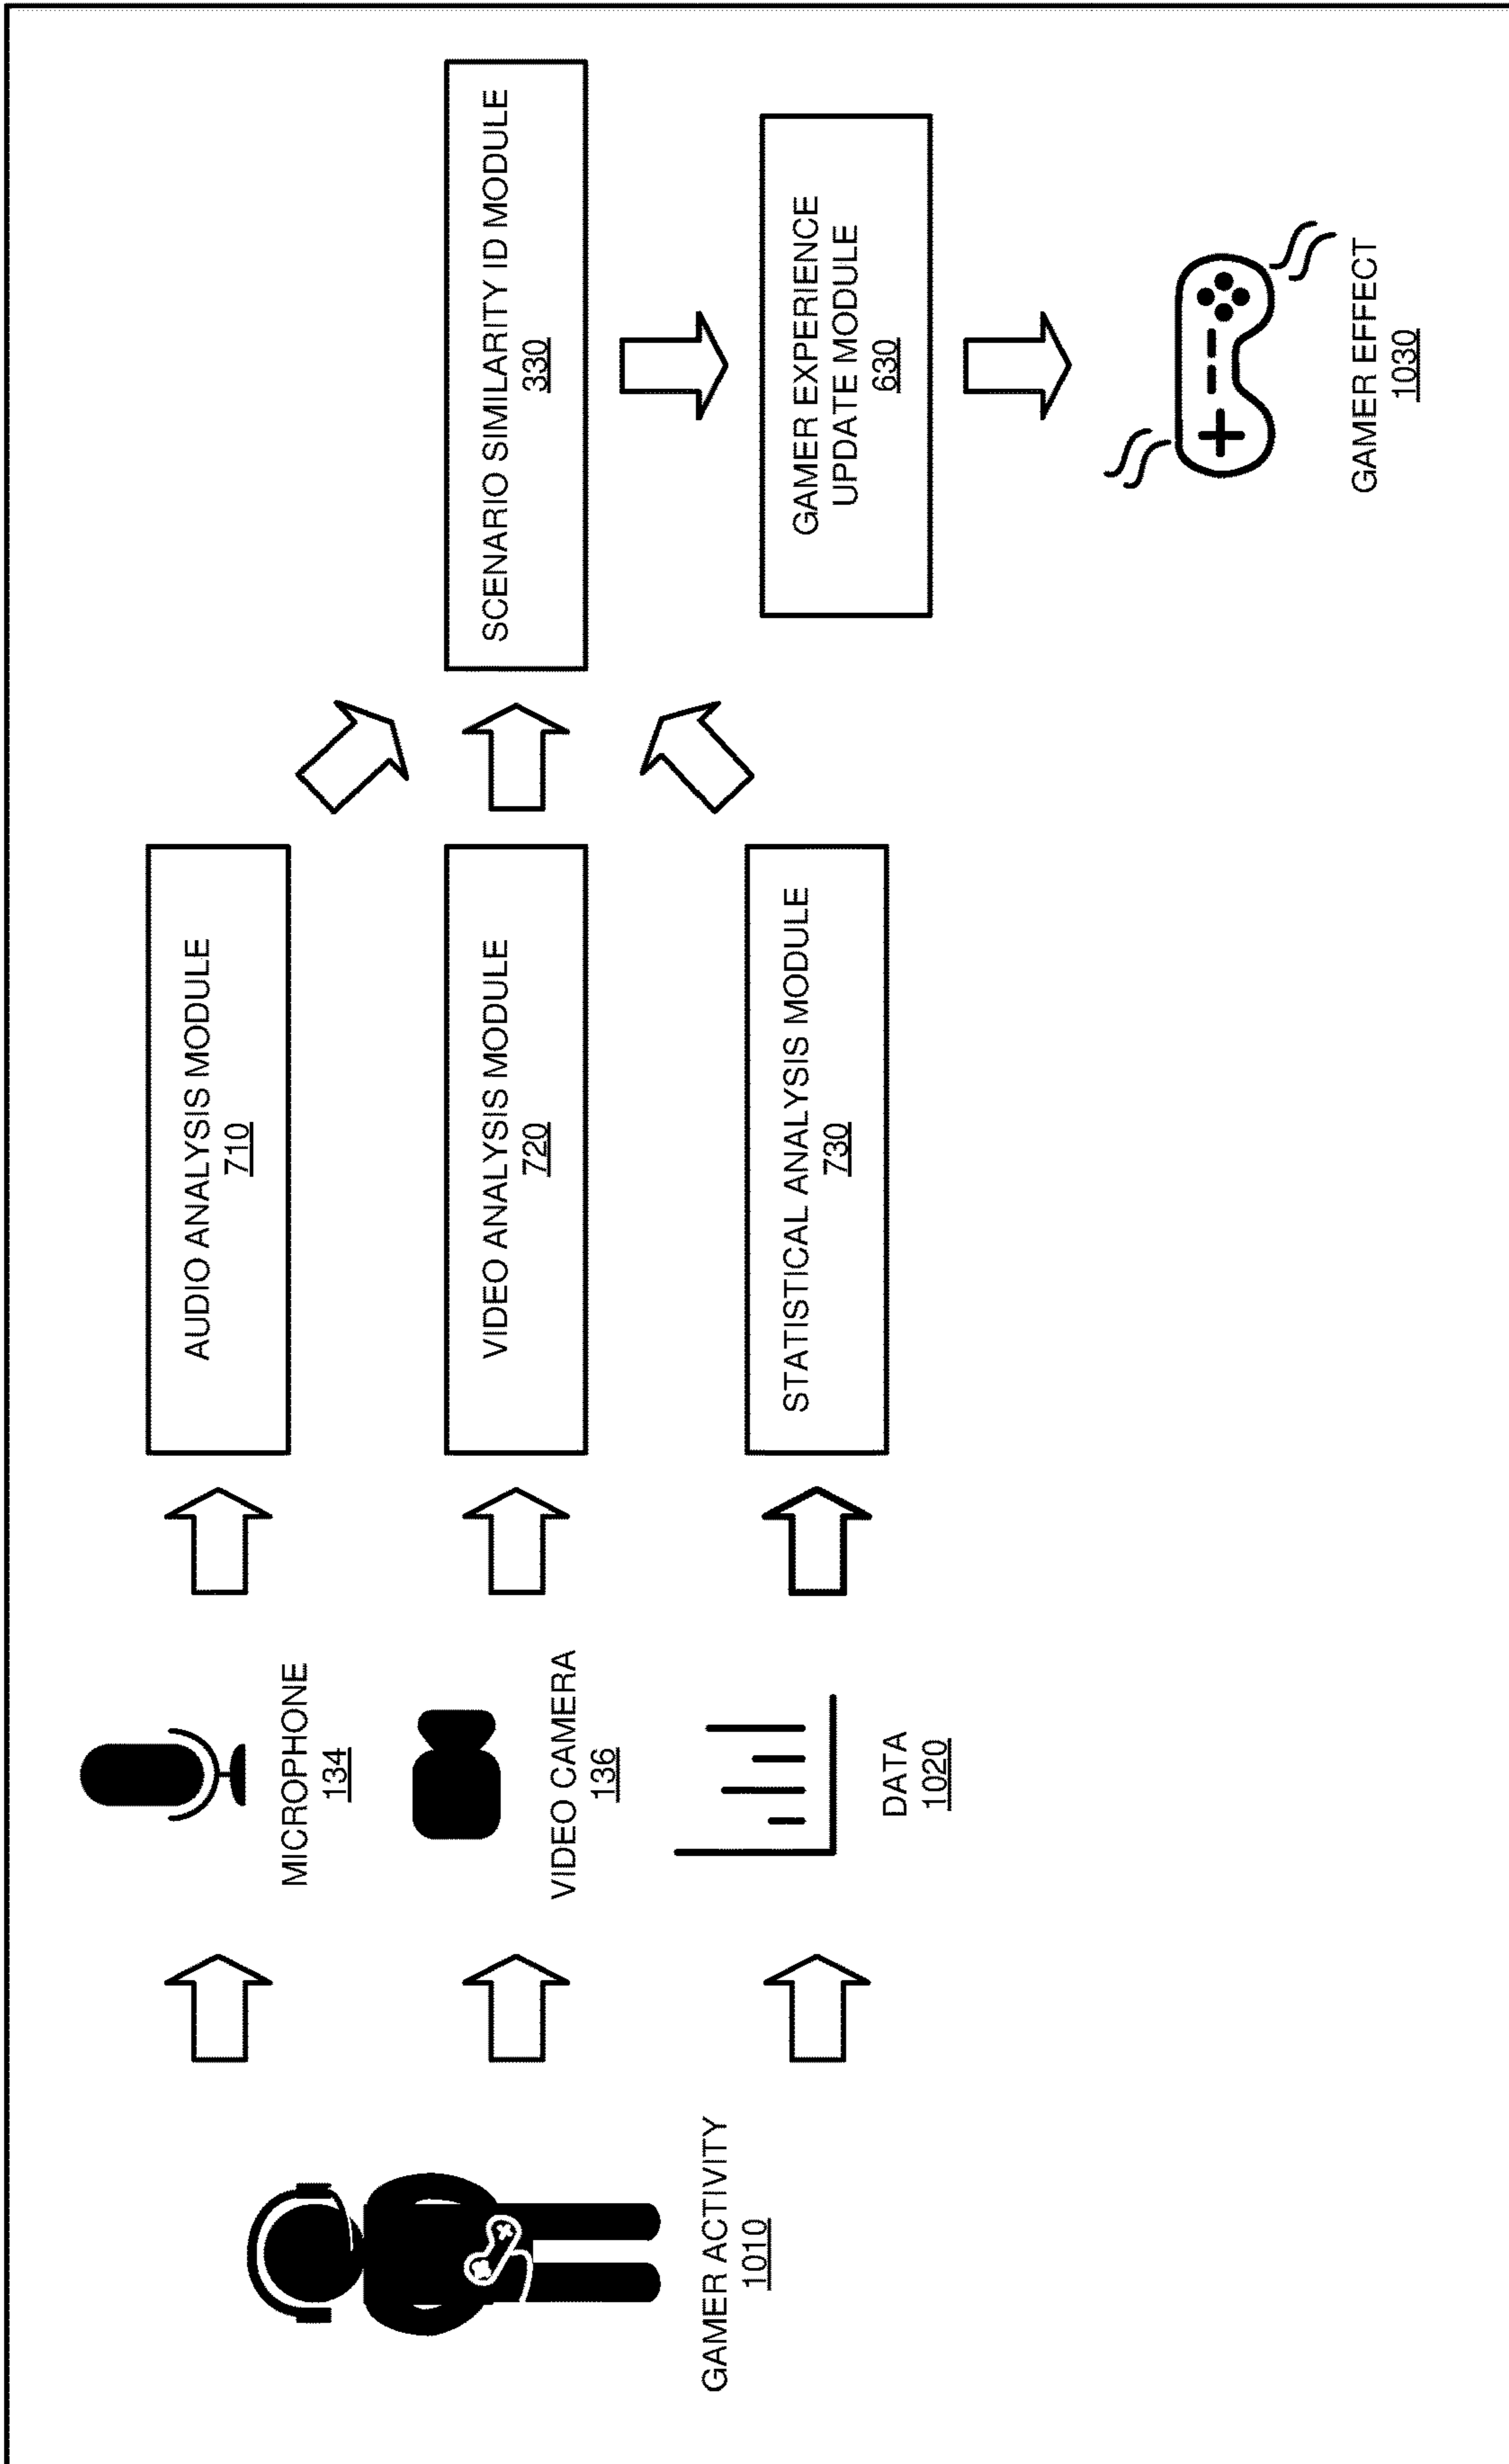 GAMER ACTIVITY
1010
MICROPHONE
134
VIDEO CAMERA
136
DATA
1020
AUDIO ANALYSIS MODULE
710
VIDEO ANALYSIS MODULE
720
STATISTICAL ANALYSIS MODULE
730
SCENARIO SIMILARITY ID MODULE
330
GAMER EXPERIENCE
UPDATE MODULE
630
GAMER EFFECT
1030